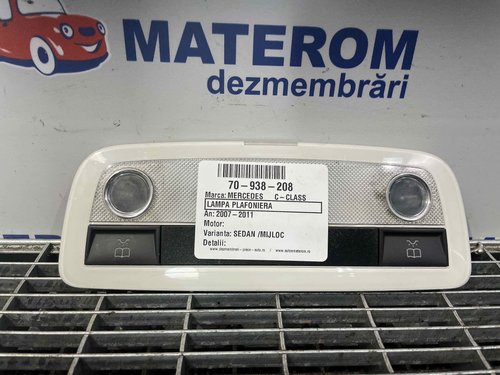 MATEROM
dezmembrări
70-938-208
Marca: MERCEDES C-CLASS
LAMPA PLAFONIERA
An: 2007-2011
Motor:
Varianta: SEDAN /MIJLOC
Detalii: